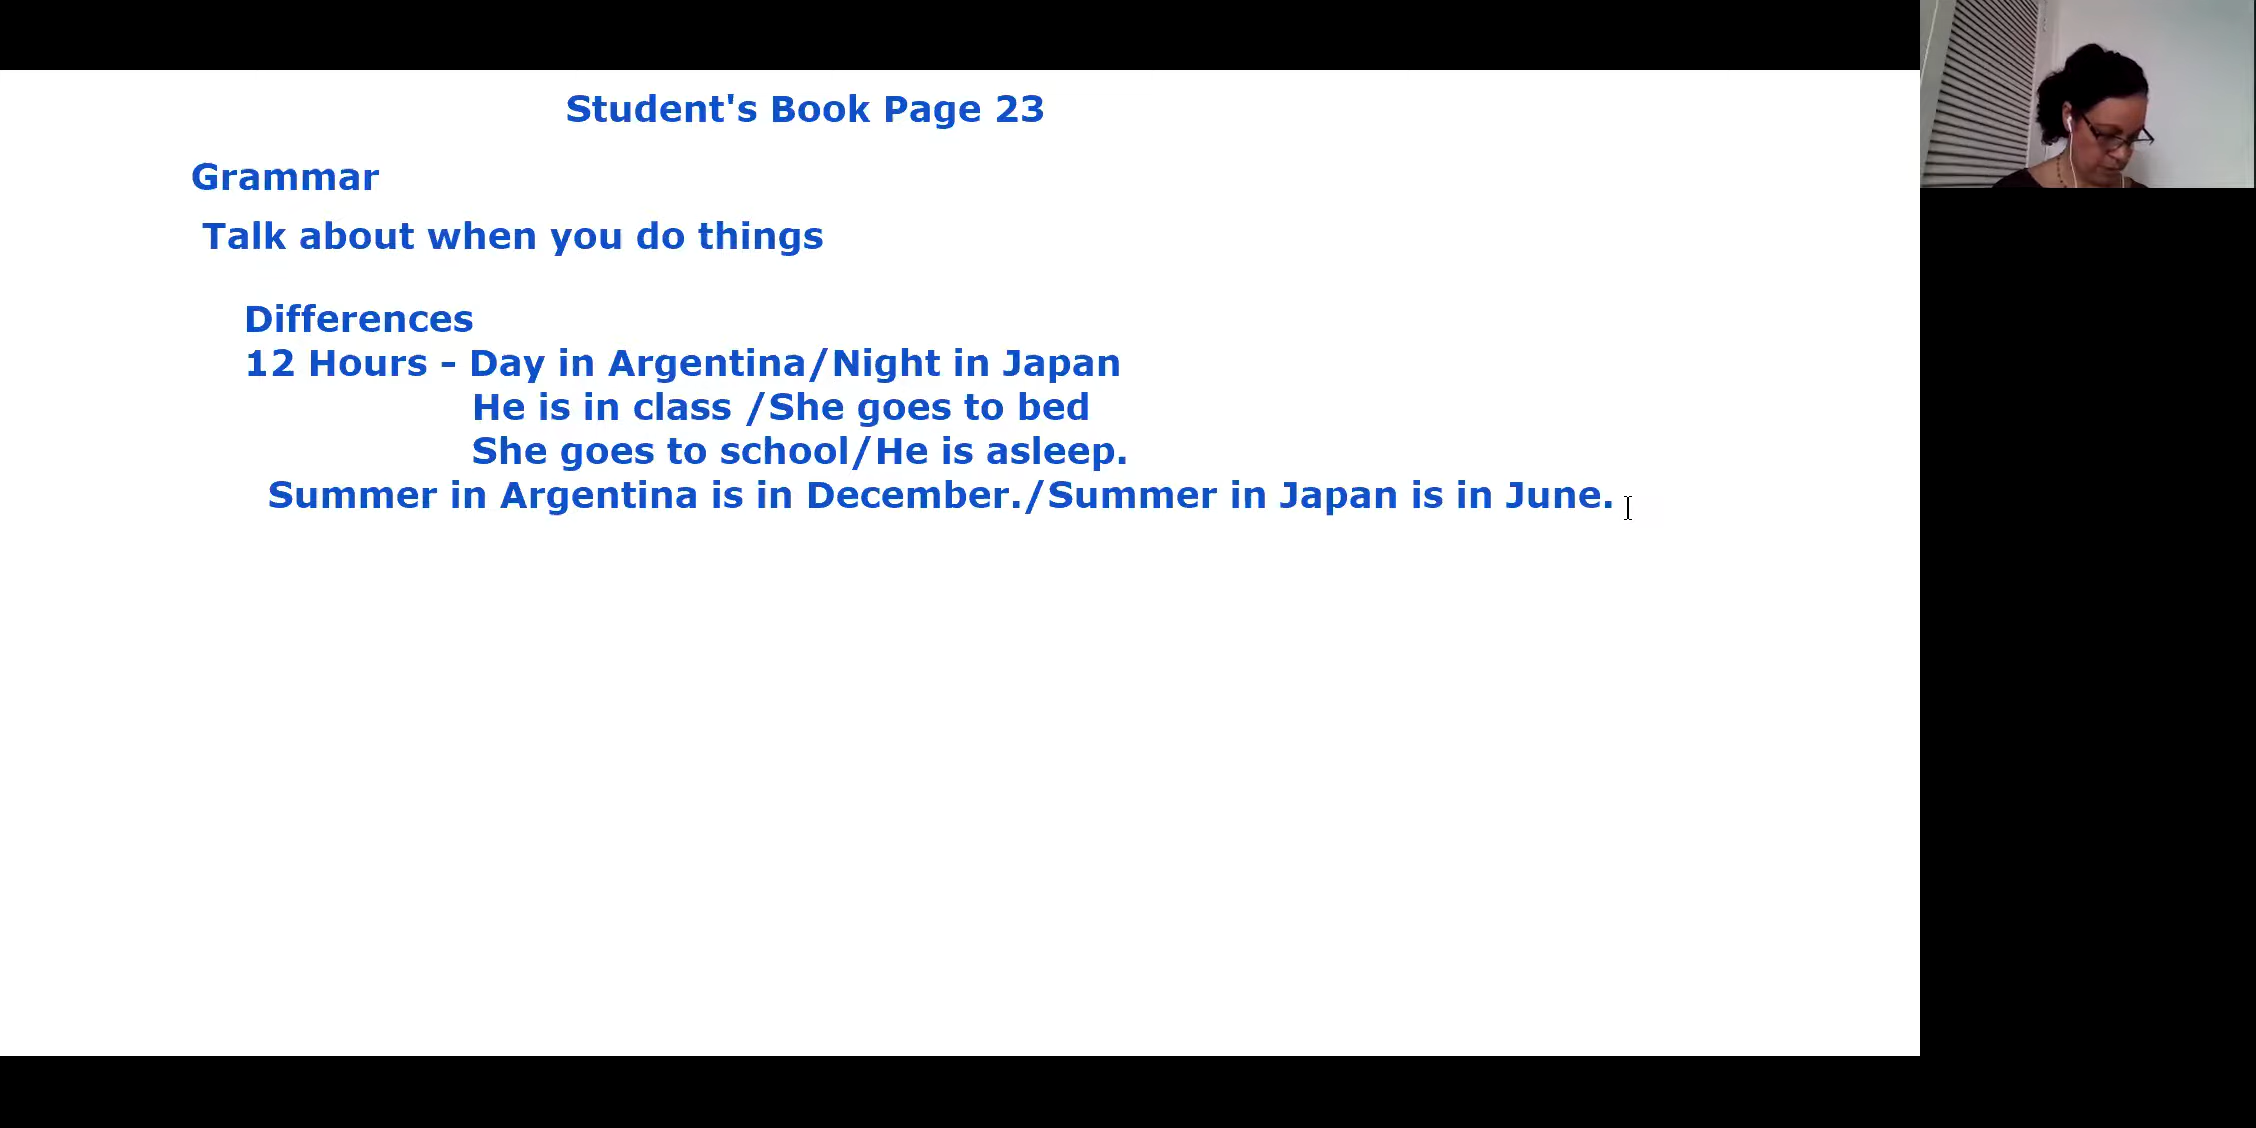 Student's Book Page 23
Grammar
Talk about when you do things
Differences
12 Hours - Day in Argentina/Night in Japan
He is in class /She goes to bed
She goes to school/He is asleep.
Summer in Argentina is in December./Summer in Japan is in June.